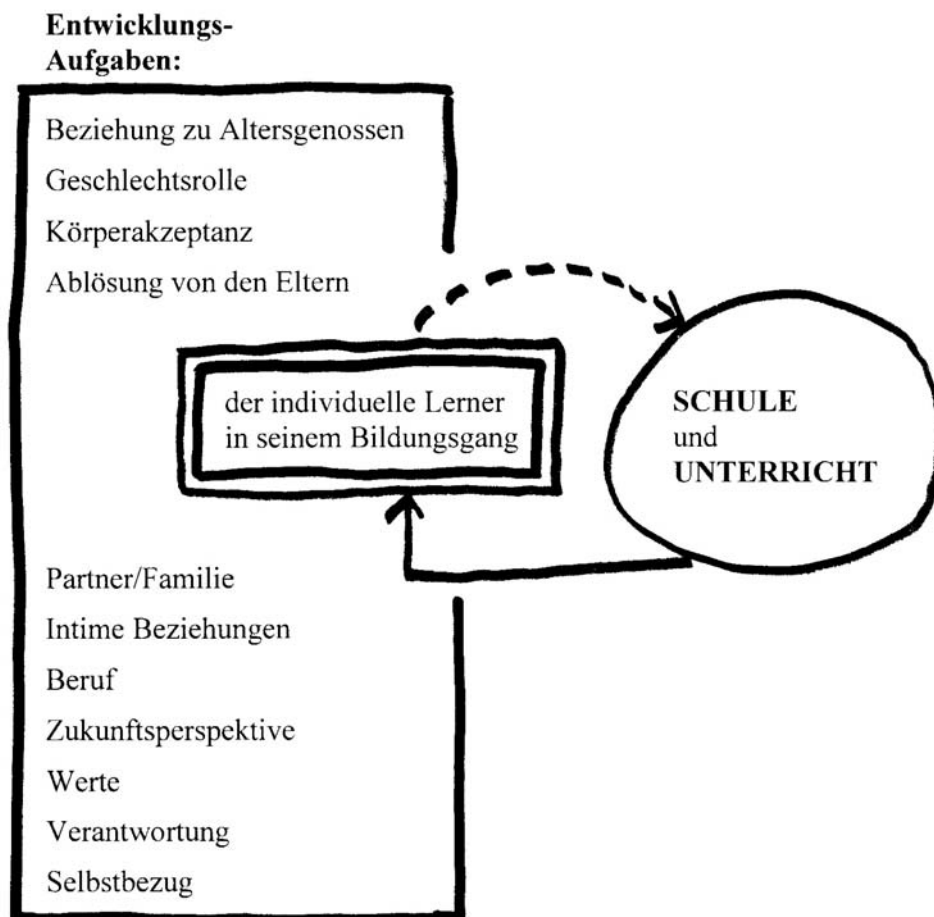 Entwicklungs-
Aufgaben:
Beziehung zu Altersgenossen
Geschlechtsrolle
Körperakzeptanz
Ablösung von den Eltern
der individuelle Lerner
in seinem Bildungsgang
SCHULE
und
UNTERRICHT
Partner/Familie
Intime Beziehungen
Beruf
Zukunftsperspektive
Werte
Verantwortung
Selbstbezug